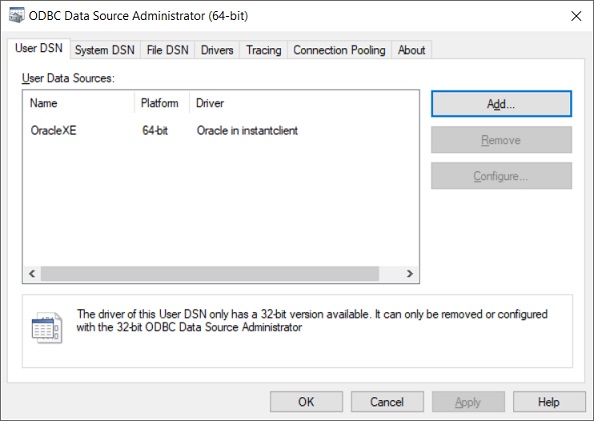 ODBC Data Source Administrator (64-bit)
User DSN System DSN File DSN Drivers Tracing Connection Pooling About
User Data Sources:
Name Platform Driver
OracleXE 64-bit Oracle in instantclient
Add...
Remove
Configure...
The driver of this User DSN only has a 32-bit version available. It can only be removed or configured
with the 32-bit ODBC Data Source Administrator
OK Cancel Apply Help